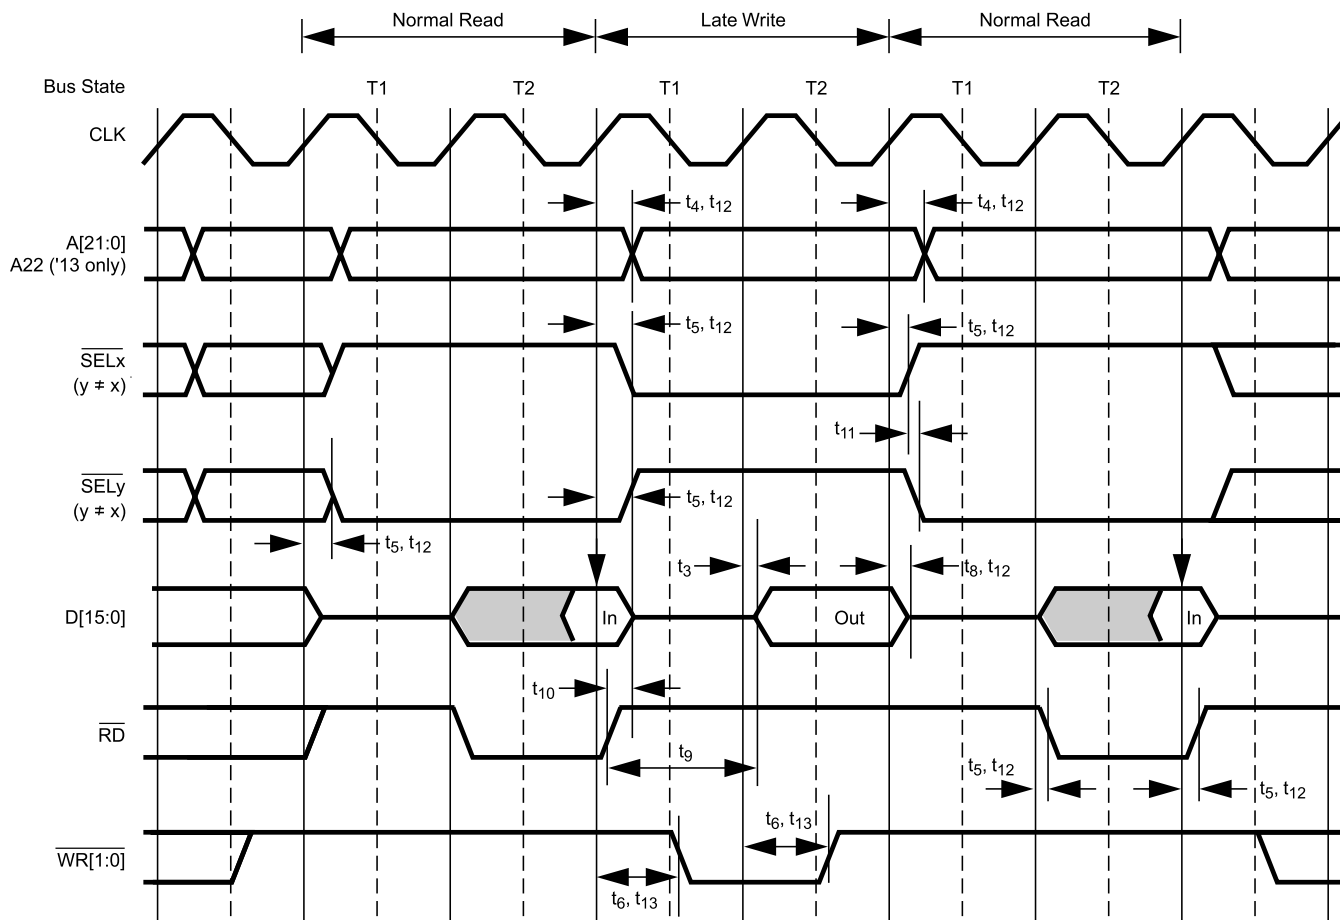 Normal Read Late Write Normal Read
Bus State T1 T2 T1 T2 T1 T2
CLK
t4, t12 t4, t12
A[21:0]
A22 ('13 only)
t5, t12 t5, t12
SELx
(y ≠ x)
t11
SELy
(y ≠ x)
t5, t12
t5, t12
t3 t8, t12
D[15:0] In Out In
t10
RD
t9
t5, t12
t5, t12
t6, t13
WR[1:0]
t6, t13